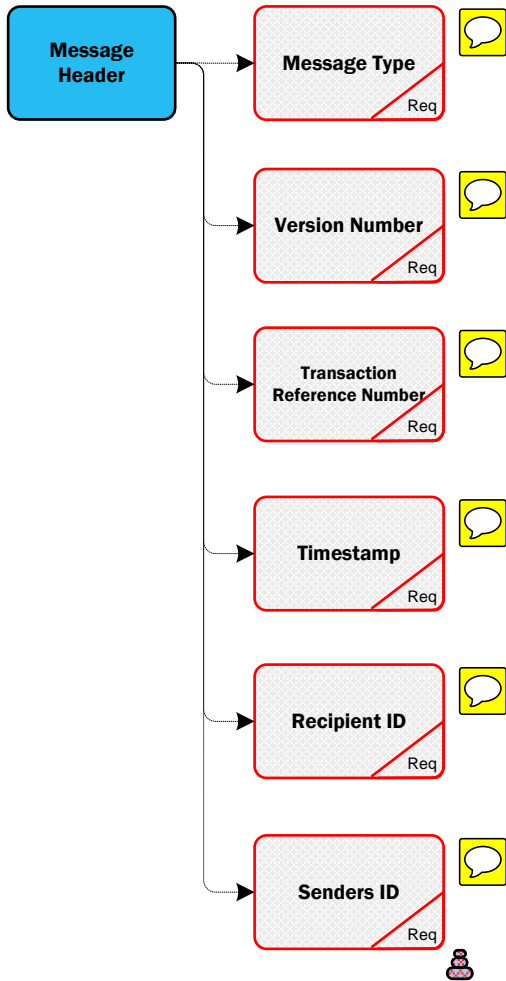 Message
Header
Message Type
Req
Version Number
Req
Transaction
Reference Number
Req
Timestamp
Req
Recipient ID
Req
Senders ID
Req